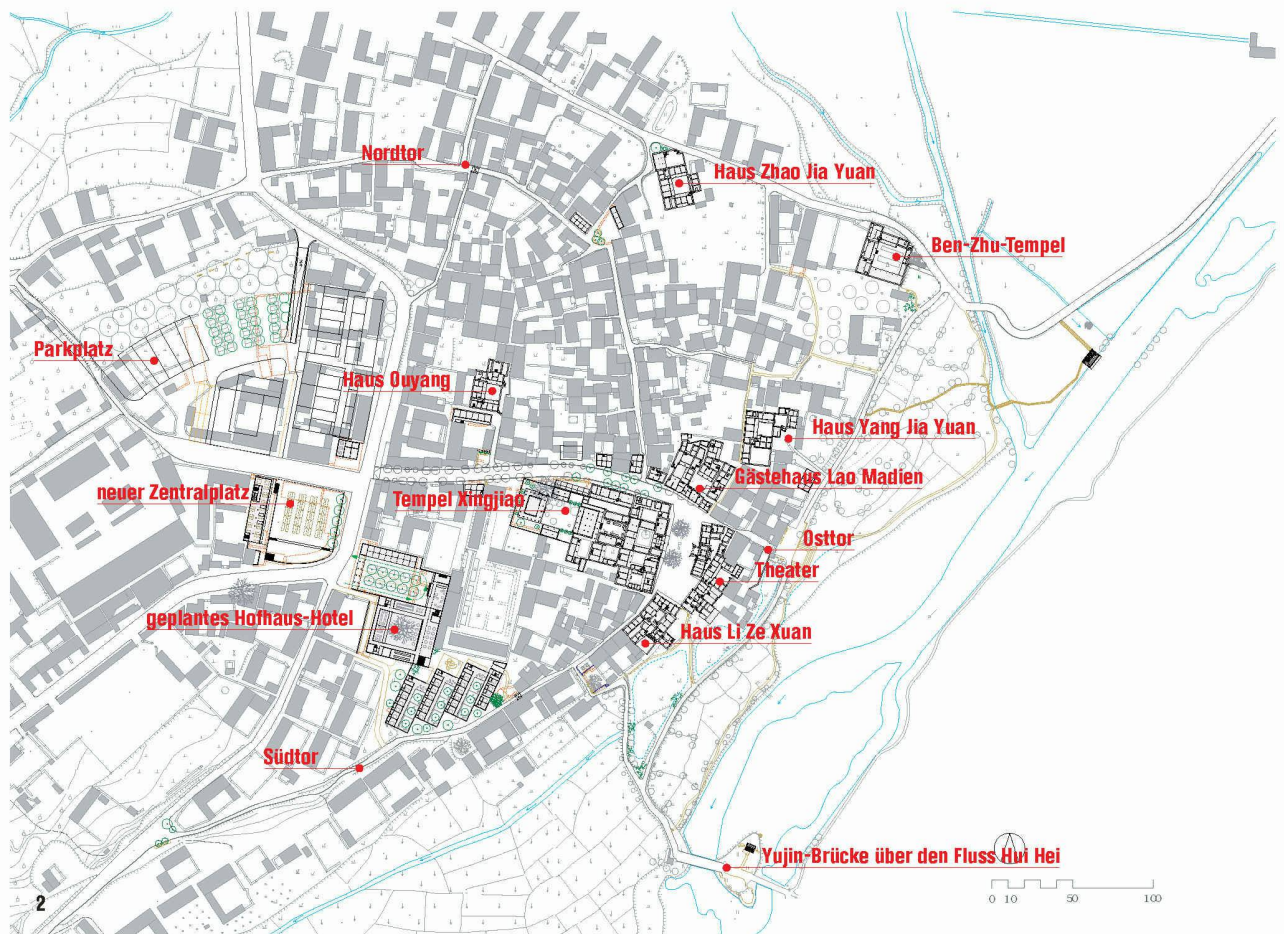 Nordtor
Haus Zhao Jia Yuan
Ben-Zhu-Tempel
Parkplatz
Haus Ouyang
Haus Yang Jia Yuan
Gästehaus Lao Madien
neuer Zentralplatz
Tempel Xingjiao
Osttor
Theater
geplantes Hofhaus-Hotel
Haus Li Ze Xuan
Südtor
Yujin-Brücke über den Fluss Hui Hei
0 10 50 100
2